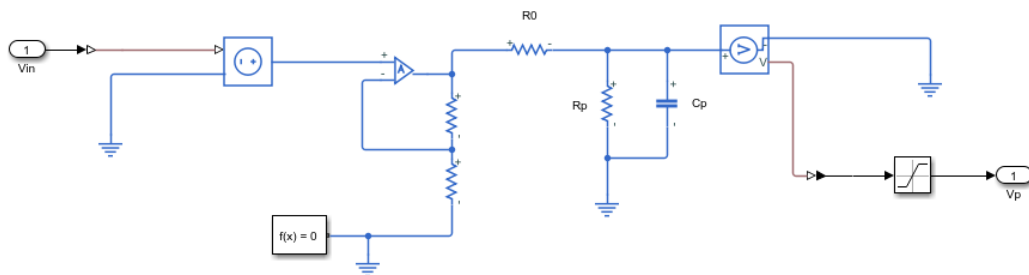 R0
1
Vin
+
-
- +
+
-
A
+
-
V
+
-
V
+
-
Rp
+
-
Cp
+
-
+
-
1
Vp
f(x) = 0